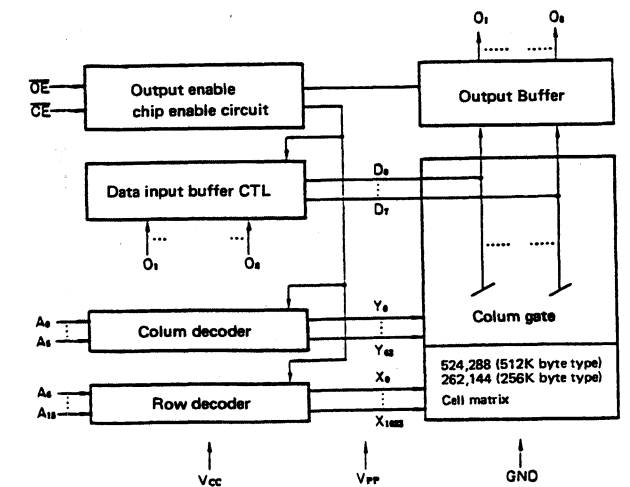 O₁ O₈
..... .....
OE
CE
Output enable
chip enable circuit
Output Buffer
Data input buffer CTL
D₀
D₇
O₁ O₈
..... .....
A₀
A₅
Colum decoder
Y₀
Y₆₃
Colum gate
A₆
A₁₅
Row decoder
X₀
X₁₀₂₃
524,288 (512K byte type)
262,144 (256K byte type)
Cell matrix
Vcc
Vpp
GND